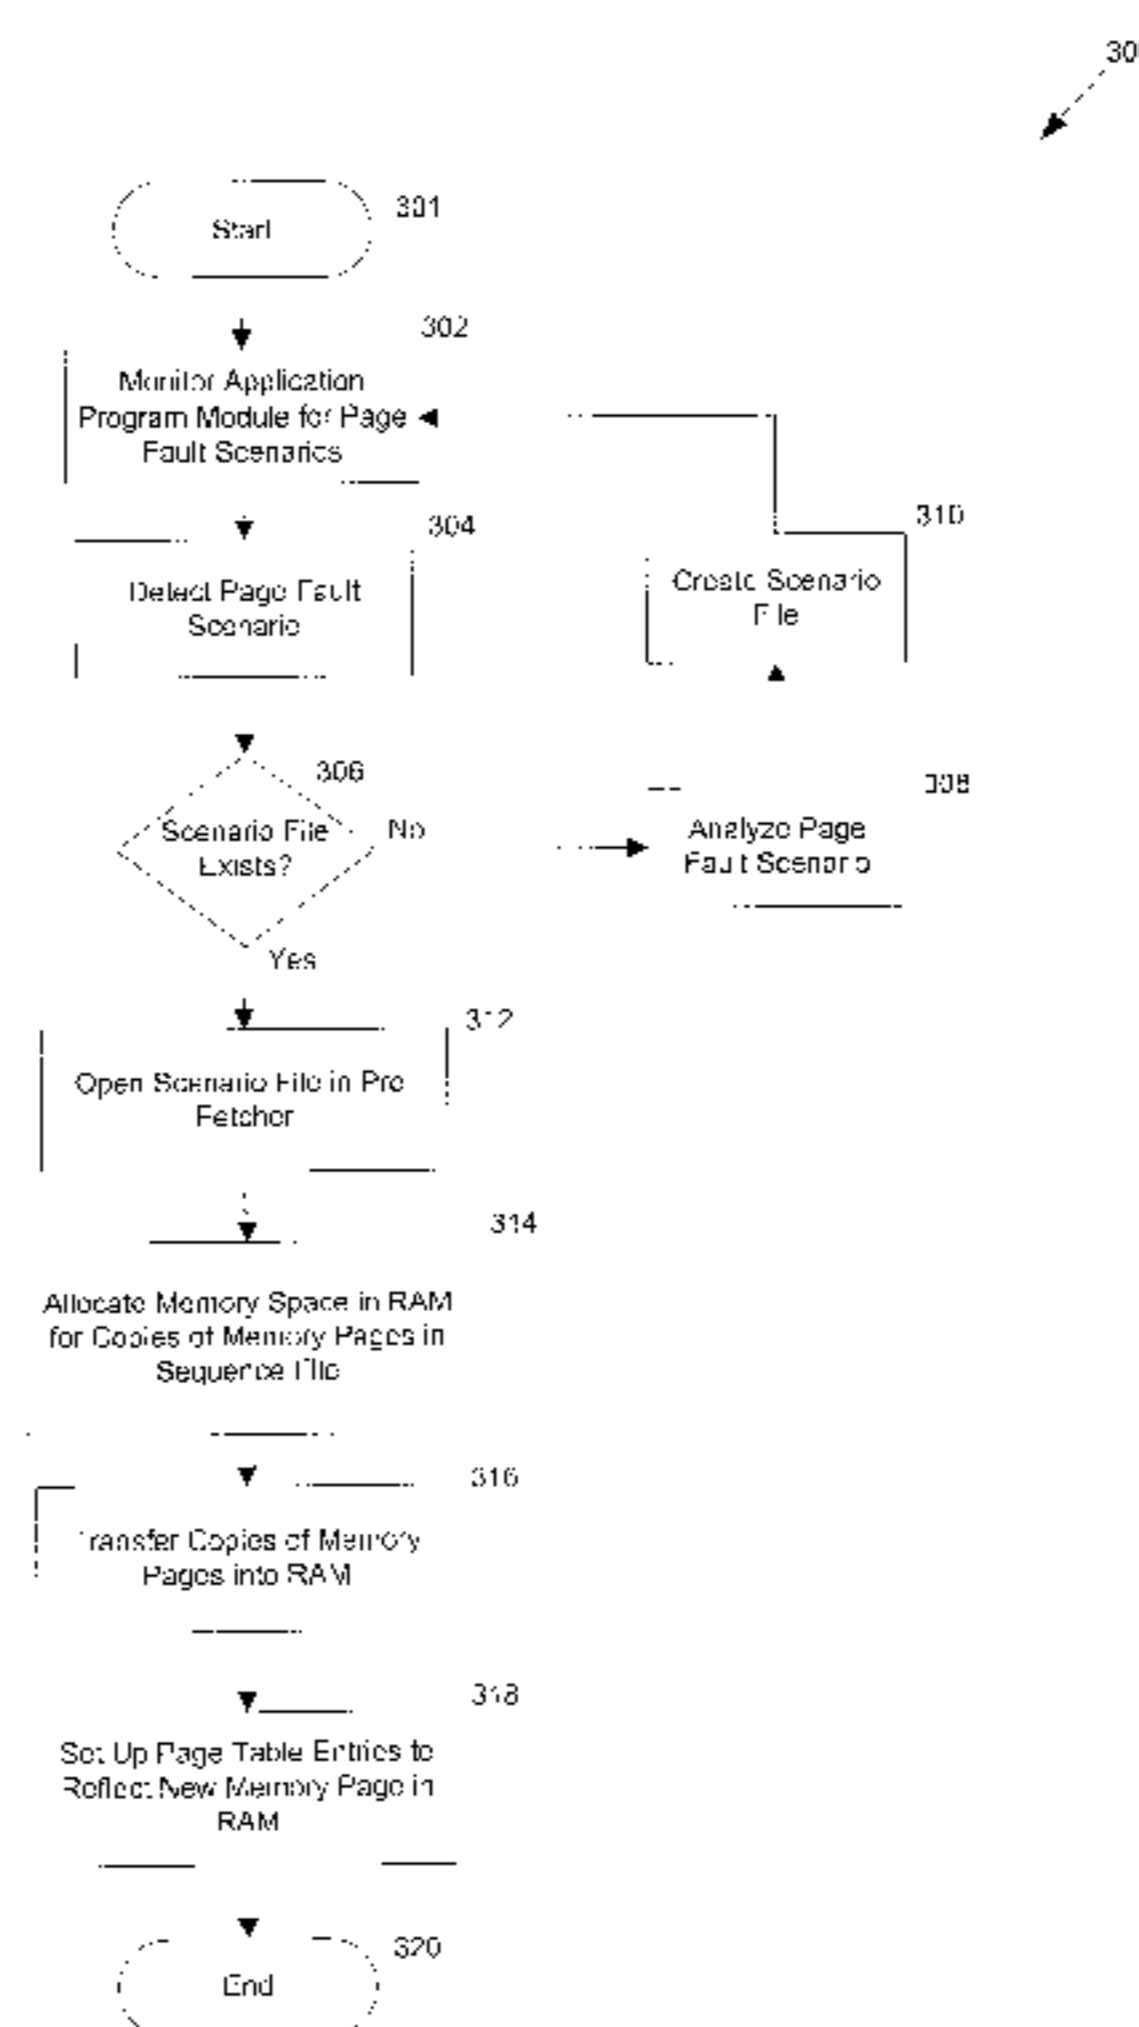 30
Start
301
302
Monitor Application
Program Module for Page
Fault Scenarios
304
Detect Page Fault
Scenario
310
Create Scenario
File
306
Scenario File
Exists?
No
Yes
308
Analyze Page
Fault Scenario
312
Open Scenario File in Pre
Fetcher
314
Allocate Memory Space in RAM
for Copies of Memory Pages in
Sequence File
316
Transfer Copies of Memory
Pages into RAM
318
Set Up Page Table Entries to
Reflect New Memory Page in
RAM
320
End